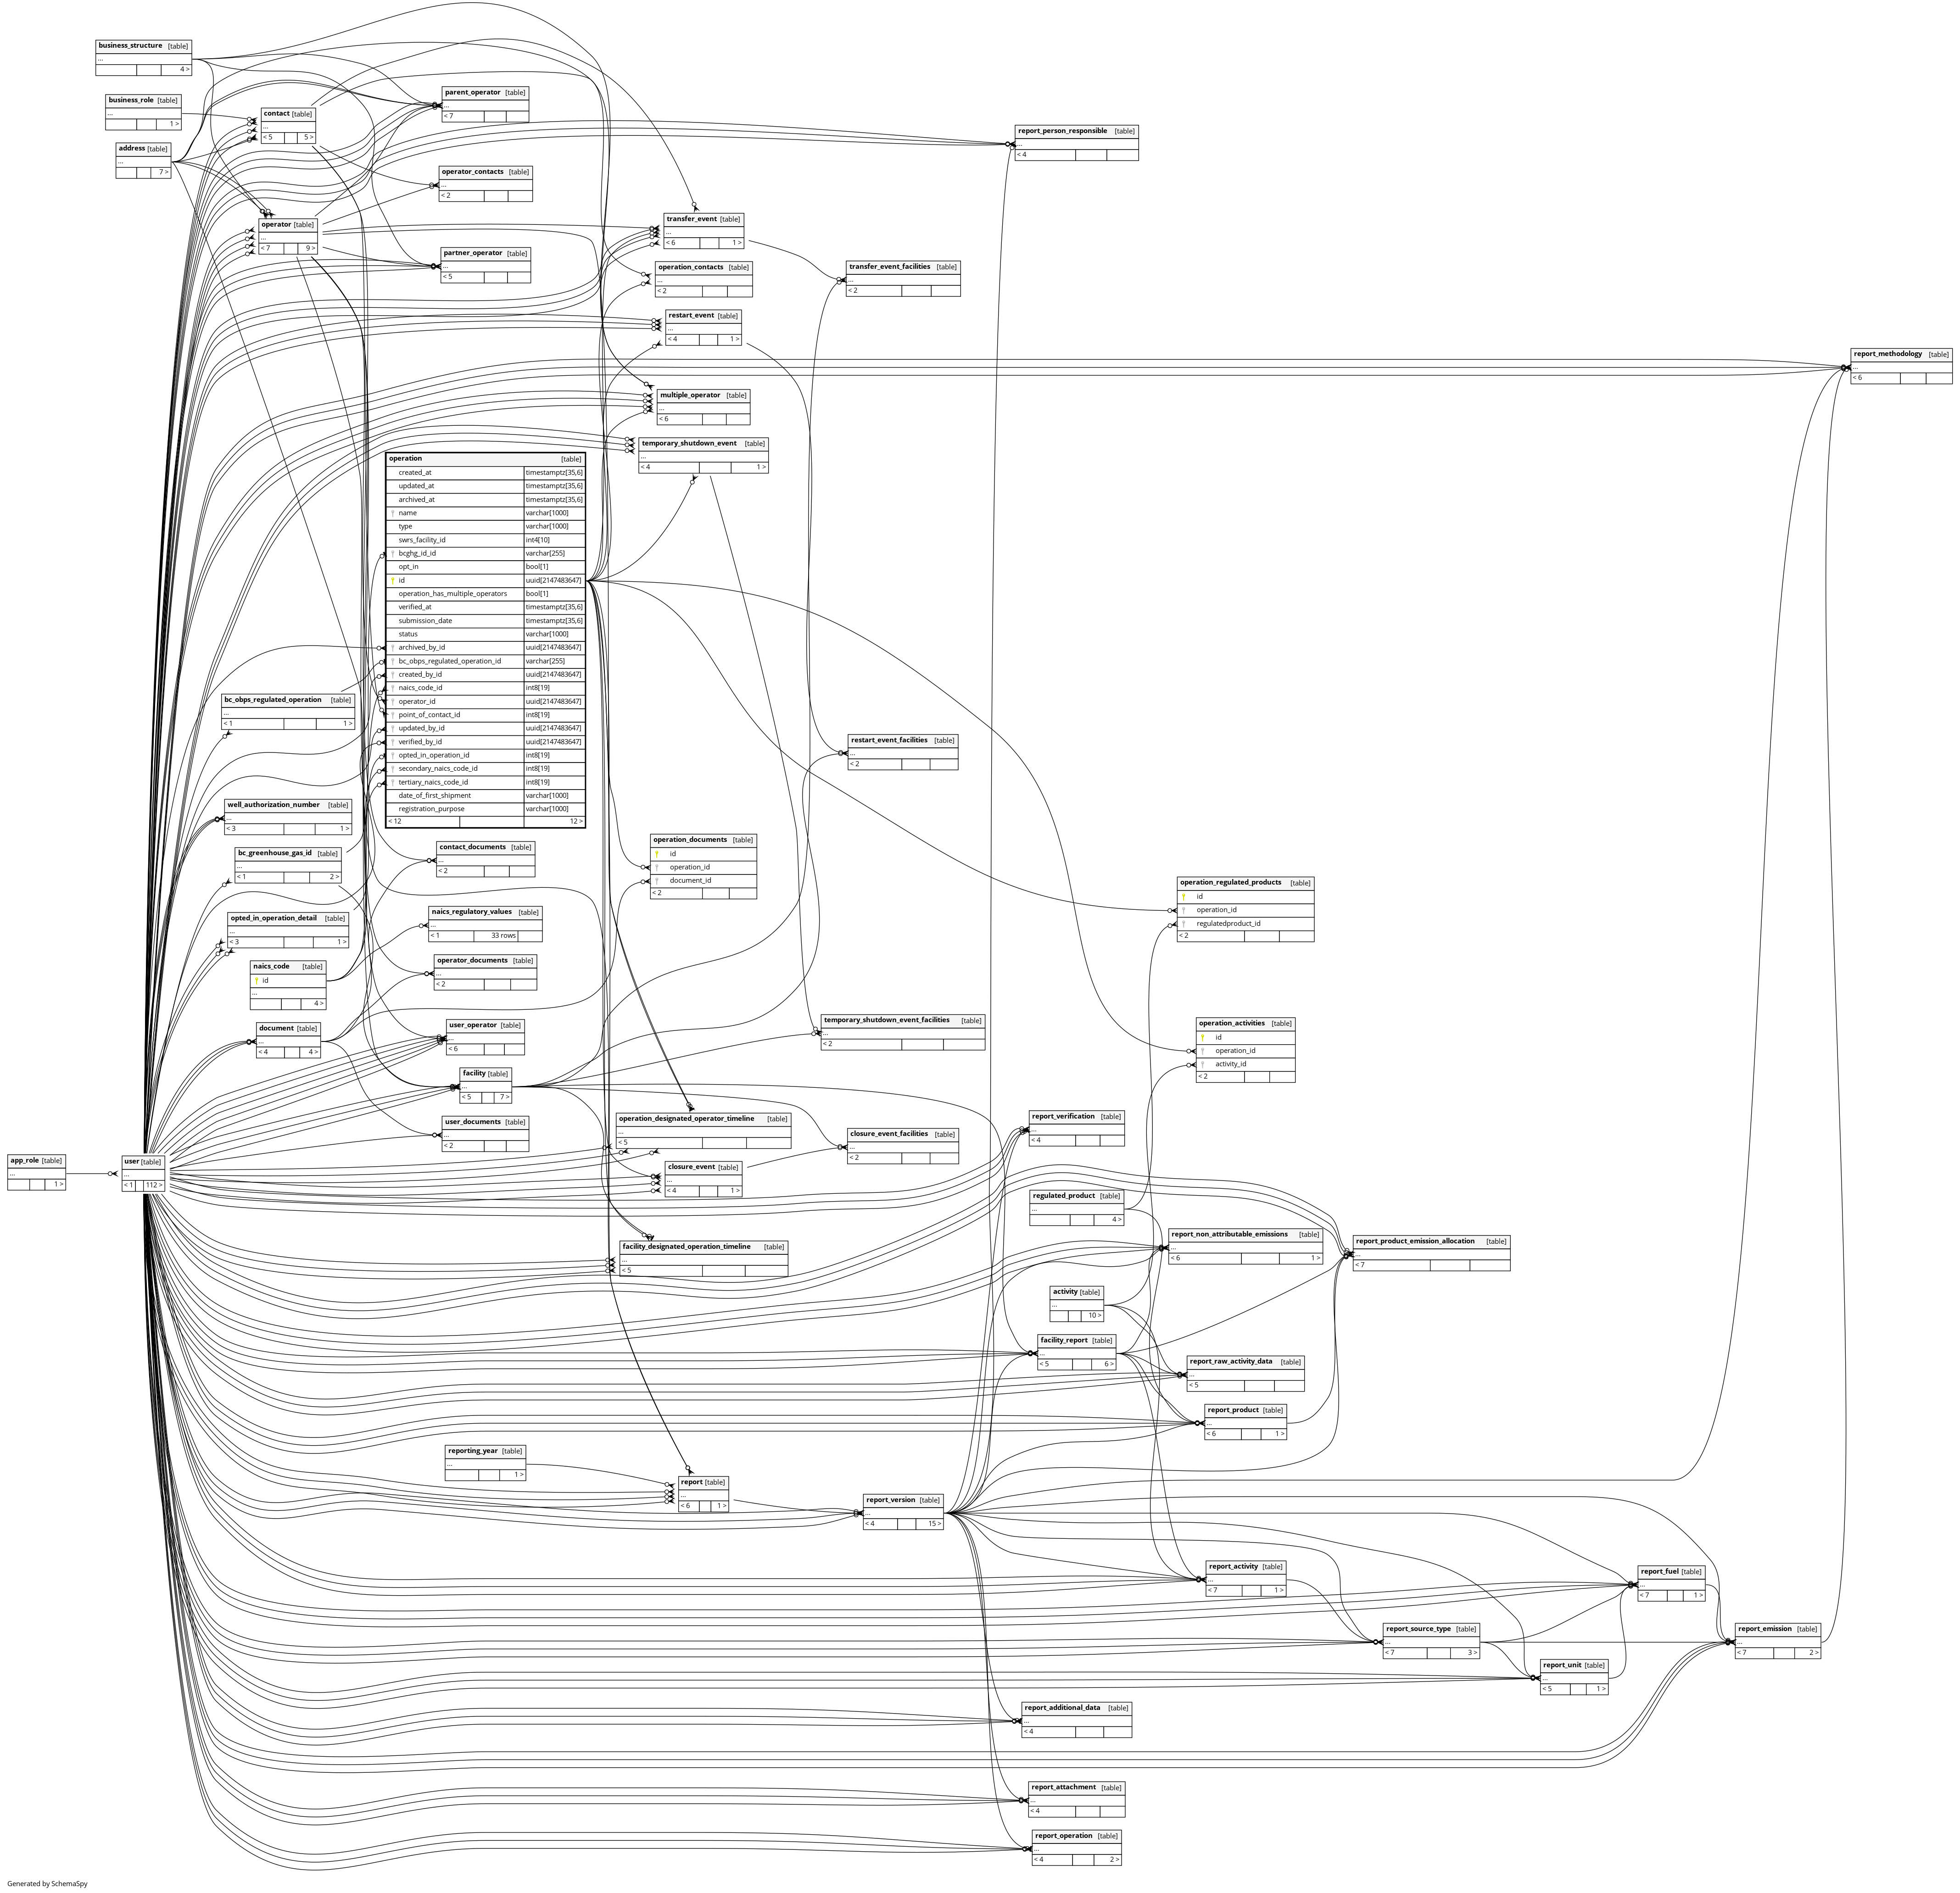 business_structure [table]
...
4 >
business_role [table]
...
1 >
address [table]
...
7 >
contact [table]
...
< 5 5 >
operator [table]
...
< 7 9 >
parent_operator [table]
...
< 7
operator_contacts [table]
...
< 2
partner_operator [table]
...
< 5
report_person_responsible [table]
...
< 4
transfer_event [table]
...
< 6 1 >
operation_contacts [table]
...
< 2
transfer_event_facilities [table]
...
< 2
restart_event [table]
...
< 4 1 >
report_methodology [table]
...
< 6
multiple_operator [table]
...
< 6
temporary_shutdown_event [table]
...
< 4 1 >
operation [table]
created_at timestamptz[35,6]
updated_at timestamptz[35,6]
archived_at timestamptz[35,6]
name varchar[1000]
type varchar[1000]
swrs_facility_id int4[10]
bcghg_id_id varchar[255]
opt_in bool[1]
id uuid[2147483647]
operation_has_multiple_operators bool[1]
verified_at timestamptz[35,6]
submission_date timestamptz[35,6]
status varchar[1000]
archived_by_id uuid[2147483647]
bc_obps_regulated_operation_id varchar[255]
created_by_id uuid[2147483647]
naics_code_id int8[19]
operator_id uuid[2147483647]
point_of_contact_id int8[19]
updated_by_id uuid[2147483647]
verified_by_id uuid[2147483647]
opted_in_operation_id int8[19]
secondary_naics_code_id int8[19]
tertiary_naics_code_id int8[19]
date_of_first_shipment varchar[1000]
registration_purpose varchar[1000]
< 12 12 >
bc_obps_regulated_operation [table]
...
< 1 1 >
restart_event_facilities [table]
...
< 2
well_authorization_number [table]
...
< 3 1 >
bc_greenhouse_gas_id [table]
...
< 1 2 >
contact_documents [table]
...
< 2
operation_documents [table]
id
operation_id
document_id
< 2
operation_regulated_products [table]
id
operation_id
regulatedproduct_id
< 2
opted_in_operation_detail [table]
...
< 3 1 >
naics_regulatory_values [table]
...
< 1 33 rows
naics_code [table]
id
...
4 >
operator_documents [table]
...
< 2
document [table]
...
< 4 4 >
user_operator [table]
...
< 6
temporary_shutdown_event_facilities [table]
...
< 2
operation_activities [table]
id
operation_id
activity_id
< 2
facility [table]
...
< 5 7 >
user_documents [table]
...
< 2
operation_designated_operator_timeline [table]
...
< 5
report_verification [table]
...
< 4
closure_event_facilities [table]
...
< 2
app_role [table]
...
1 >
user [table]
...
< 1 112 >
closure_event [table]
...
< 4 1 >
regulated_product [table]
...
4 >
facility_designated_operation_timeline [table]
...
< 5
report_non_attributable_emissions [table]
...
< 6 1 >
report_product_emission_allocation [table]
...
< 7
activity [table]
...
10 >
facility_report [table]
...
< 5 6 >
report_raw_activity_data [table]
...
< 5
report_product [table]
...
< 6 1 >
reporting_year [table]
...
1 >
report [table]
...
< 6 1 >
report_version [table]
...
< 4 15 >
report_activity [table]
...
< 7 1 >
report_fuel [table]
...
< 7 1 >
report_source_type [table]
...
< 7 3 >
report_emission [table]
...
< 7 2 >
report_unit [table]
...
< 5 1 >
report_additional_data [table]
...
< 4
report_attachment [table]
...
< 4
report_operation [table]
...
< 4 2 >
Generated by SchemaSpy